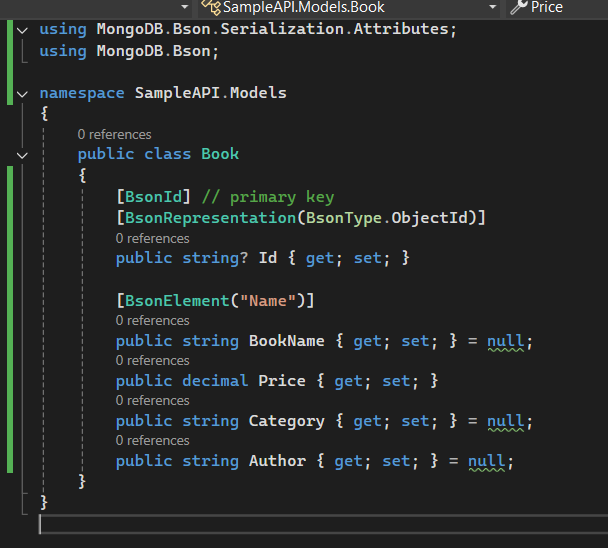 SampleAPI.Models.Book Price
using MongoDB.Bson.Serialization.Attributes;
using MongoDB.Bson;
namespace SampleAPI.Models
{
0 references
public class Book
{
[BsonId] // primary key
[BsonRepresentation(BsonType.ObjectId)]
0 references
public string? Id { get; set; }
[BsonElement("Name")]
0 references
public string BookName { get; set; } = null;
0 references
public decimal Price { get; set; }
0 references
public string Category { get; set; } = null;
0 references
public string Author { get; set; } = null;
}
}